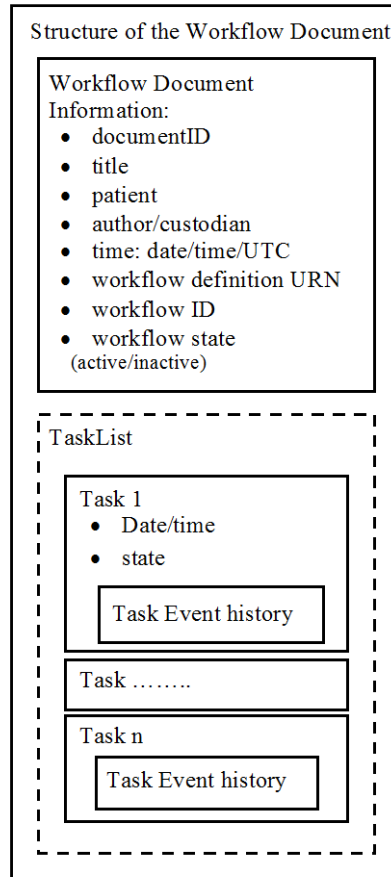 Structure of the Workflow Document
Workflow Document
Information:
• documentID
• title
• patient
• author/custodian
• time: date/time/UTC
• workflow definition URN
• workflow ID
• workflow state
(active/inactive)
TaskList
Task 1
• Date/time
• state
Task Event history
Task ……..
Task n
Task Event history